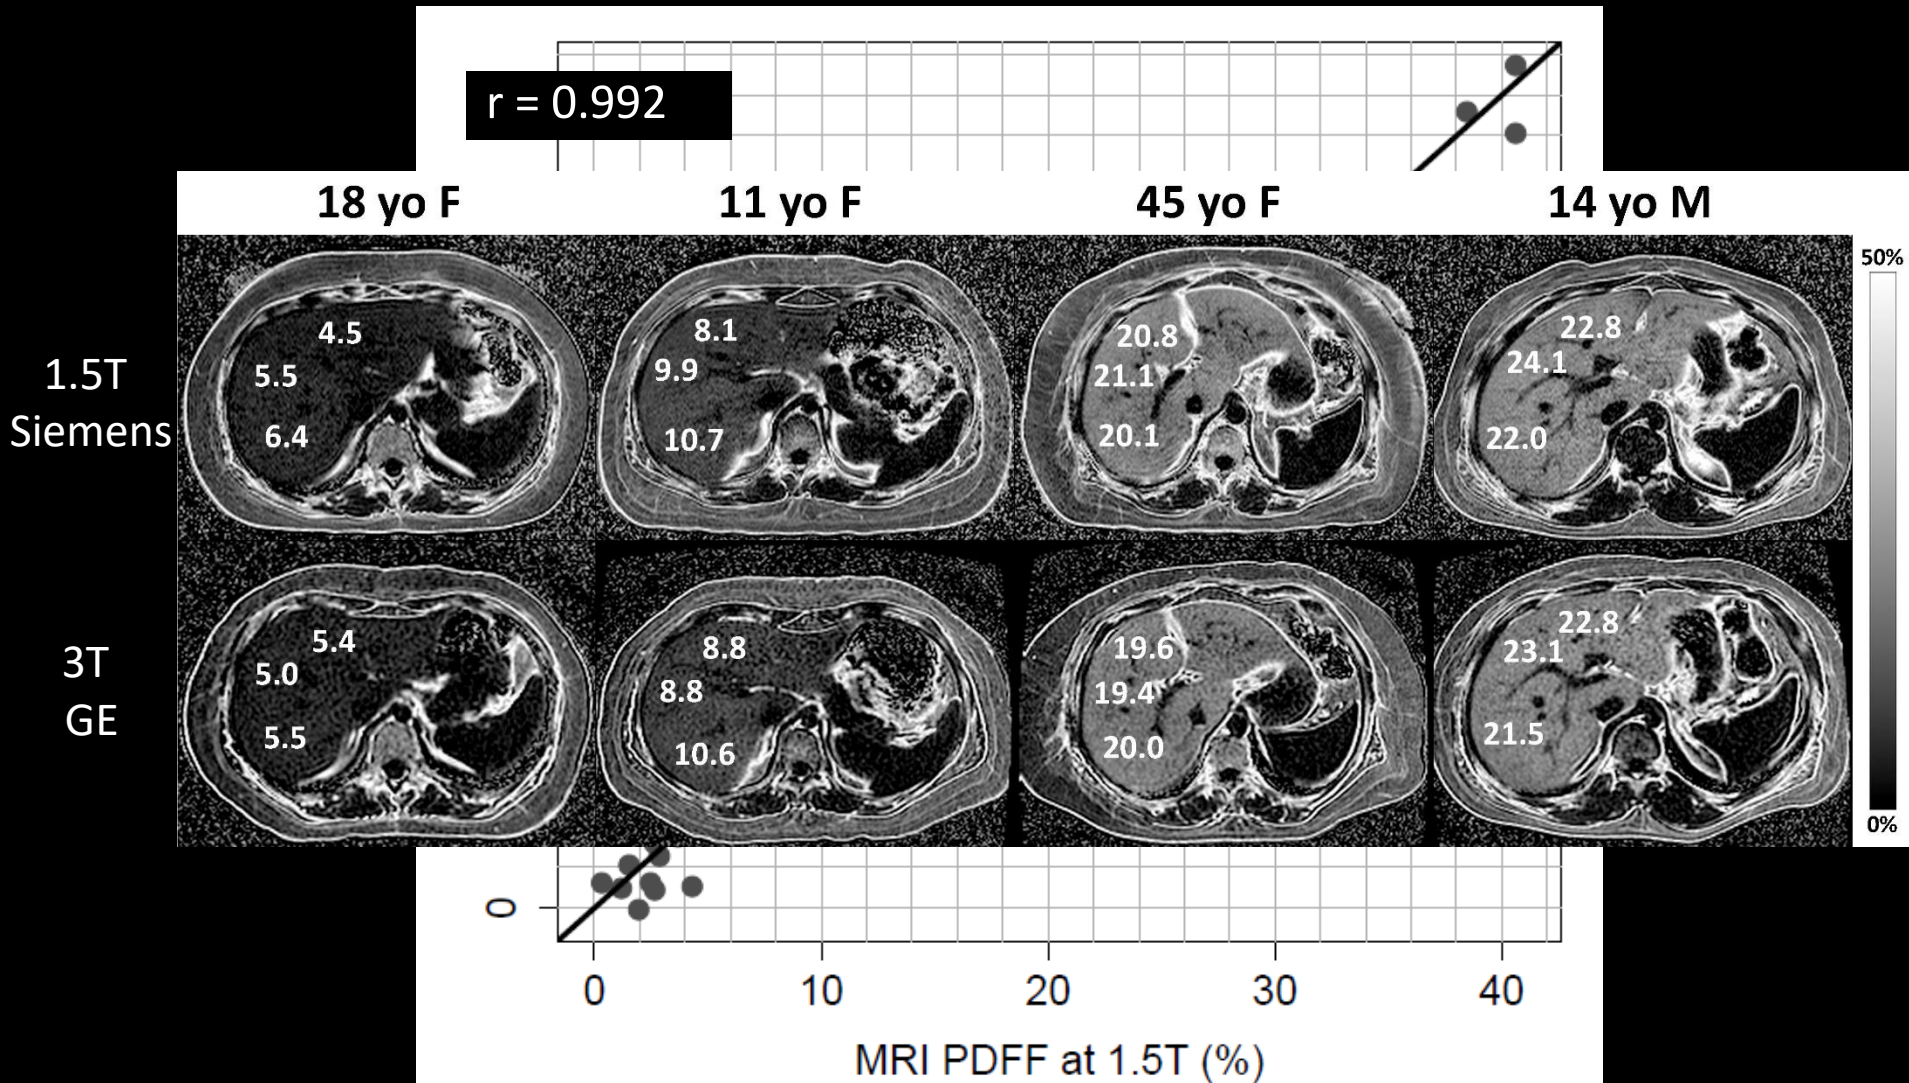 r = 0.992
18 yo F 11 yo F 45 yo F 14 yo M
50%
1.5T
Siemens
4.5 8.1 20.8 22.8
5.5 9.9 21.1 24.1
6.4 10.7 20.1 22.0
3T
GE
5.4 8.8 19.6 22.8
5.0 8.8 19.4 23.1
5.5 10.6 20.0 21.5
0%
0
0 10 20 30 40
MRI PDFF at 1.5T (%)